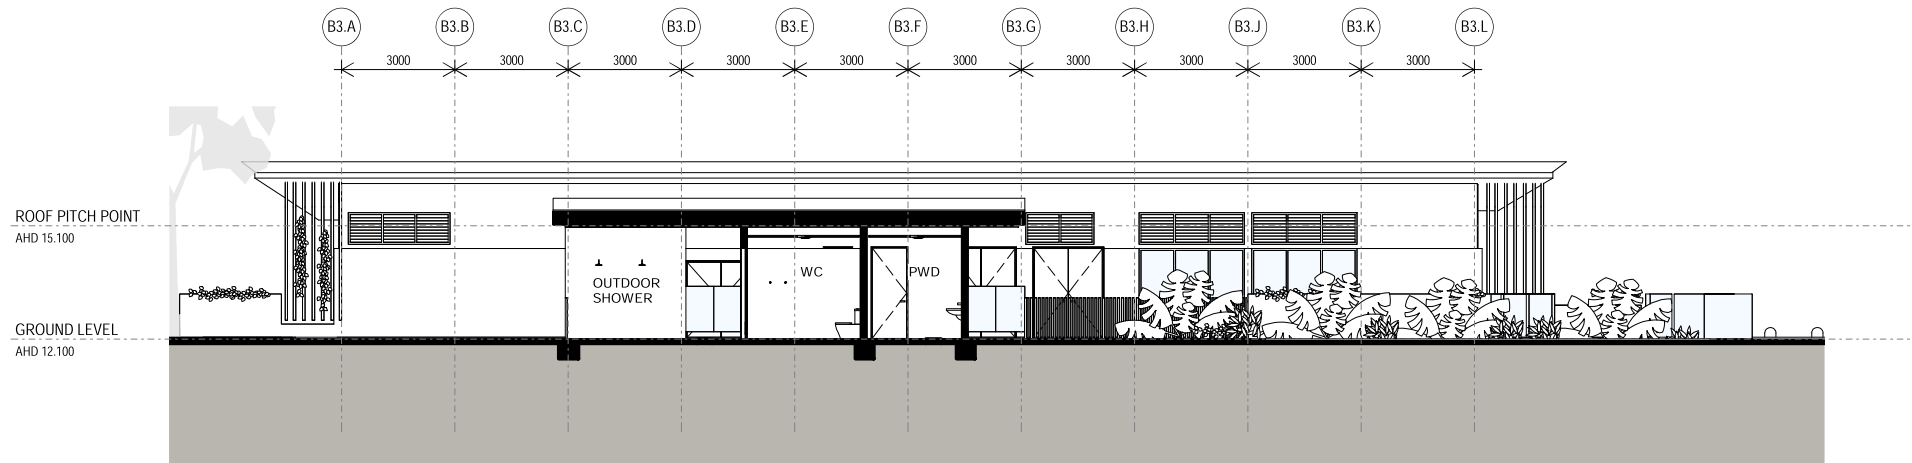 B3.A B3.B B3.C B3.D B3.E B3.F B3.G B3.H B3.J B3.K B3.L
3000 3000 3000 3000 3000 3000 3000 3000 3000 3000
ROOF PITCH POINT
AHD 15.100
WC PWD
OUTDOOR
SHOWER
GROUND LEVEL
AHD 12.100